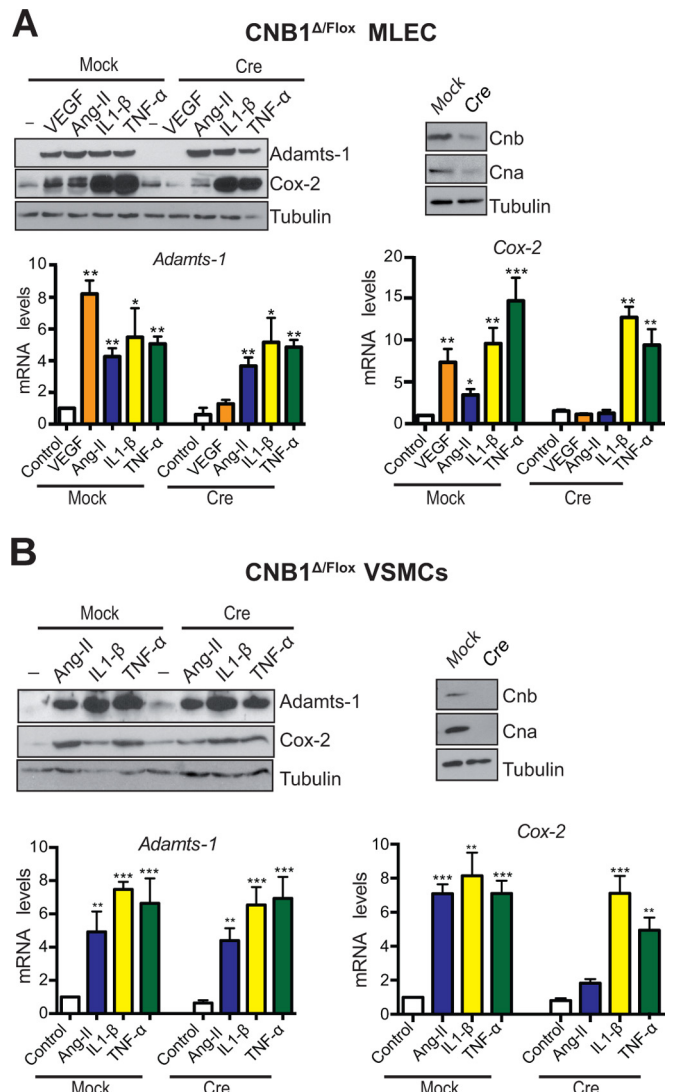 A
CNB1Δ/Flox MLEC
Mock Cre
– VEGF Ang-II IL1-β TNF-α – VEGF Ang-II IL1-β TNF-α
Adamts-1
Cox-2
Tubulin
Mock Cre
Cnb
Cna
Tubulin
Adamts-1
mRNA levels
10
8
6
4
2
0
** ** * ** ** * **
Control VEGF Ang-II IL1-β TNF-α Control VEGF Ang-II IL1-β TNF-α
Mock Cre
Cox-2
mRNA levels
20
15
10
5
0
** * ** *** ** **
Control VEGF Ang-II IL1-β TNF-α Control VEGF Ang-II IL1-β TNF-α
Mock Cre
B
CNB1Δ/Flox VSMCs
Mock Cre
– Ang-II IL1-β TNF-α – Ang-II IL1-β TNF-α
Adamts-1
Cox-2
Tubulin
Mock Cre
Cnb
Cna
Tubulin
Adamts-1
mRNA levels
10
8
6
4
2
0
** *** *** ** *** ***
Control Ang-II IL1-β TNF-α Control Ang-II IL1-β TNF-α
Mock Cre
Cox-2
mRNA levels
10
8
6
4
2
0
*** ** *** *** **
Control Ang-II IL1-β TNF-α Control Ang-II IL1-β TNF-α
Mock Cre